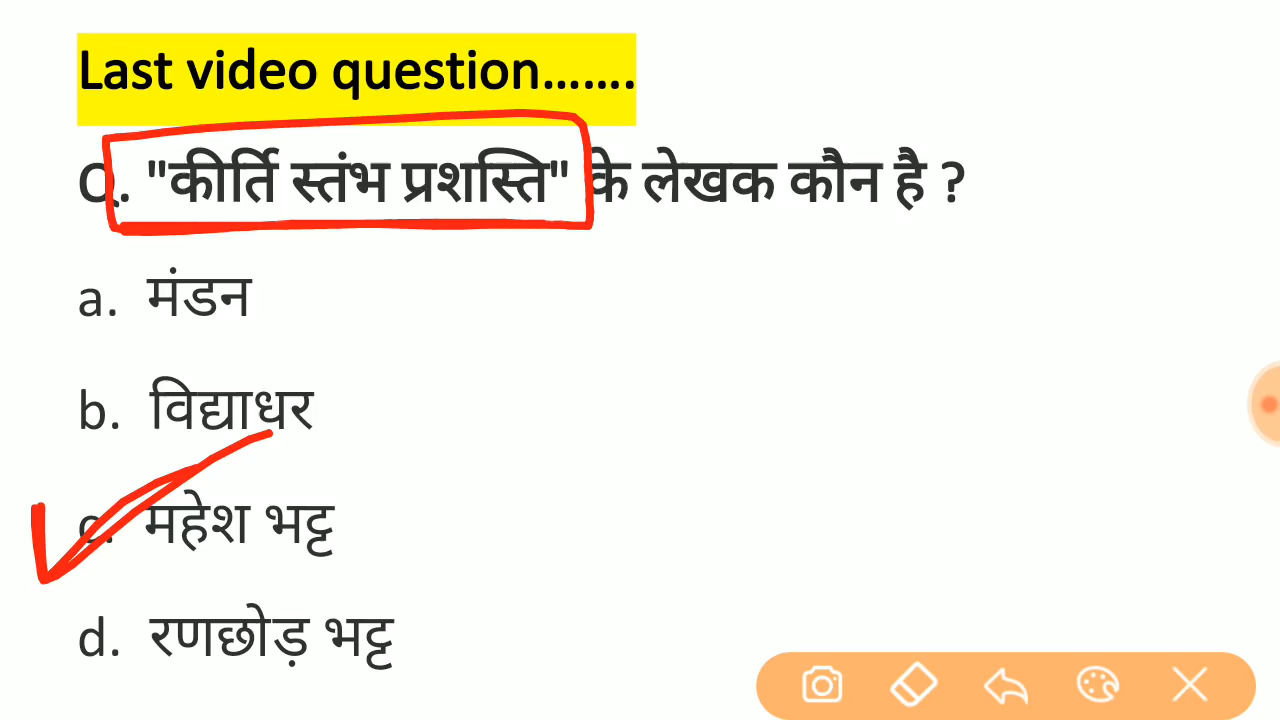 Last video question.......
Q. "कीर्ति स्तंभ प्रशस्ति" के लेखक कौन है ?
a. मंडन
b. विद्याधर
c. महेश भट्ट
d. रणछोड़ भट्ट